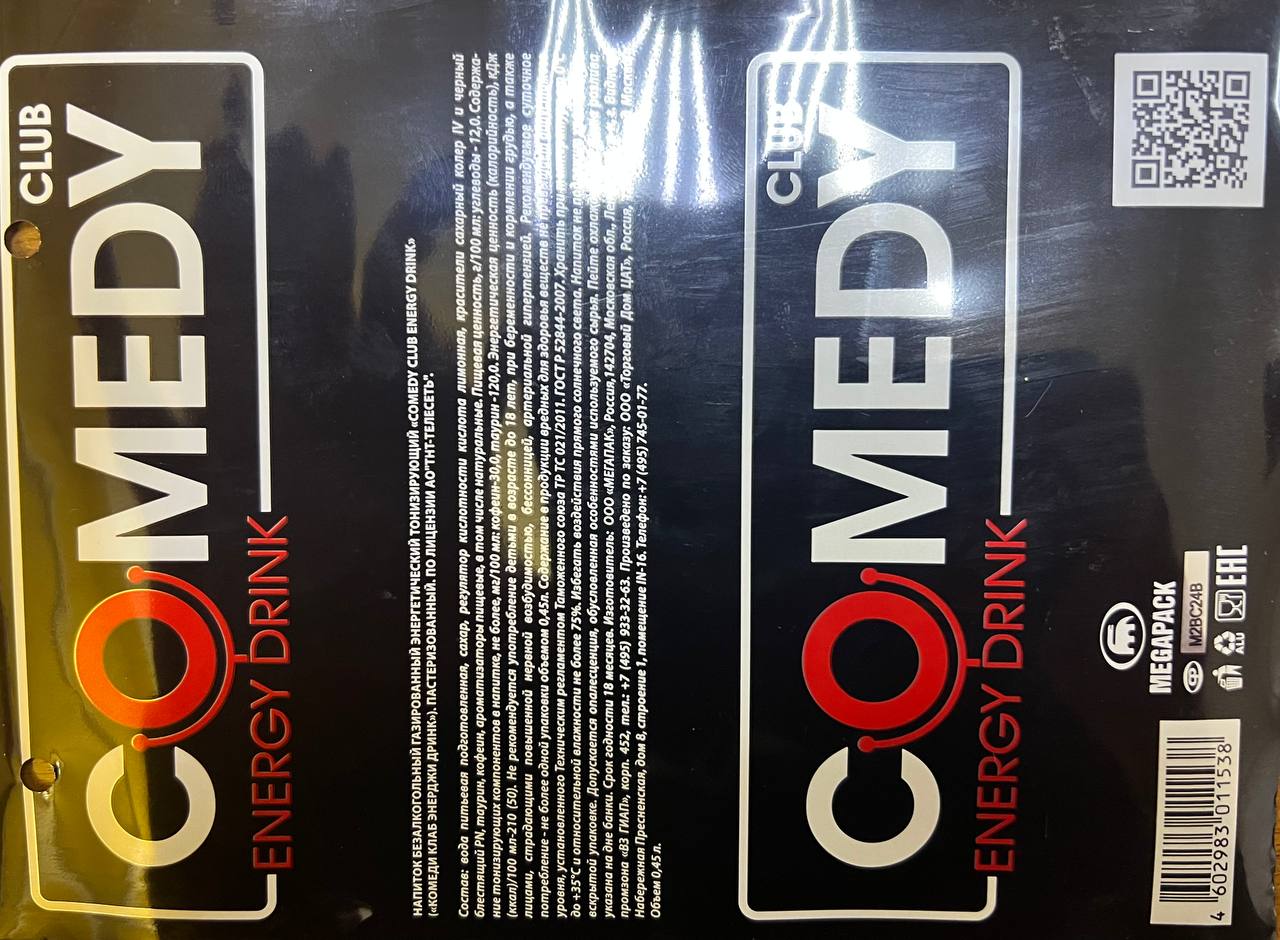 COMEDY CLUB
ENERGY DRINK
НАПИТОК БЕЗАЛКОГОЛЬНЫЙ ГАЗИРОВАННЫЙ ЭНЕРГЕТИЧЕСКИЙ ТОНИЗИРУЮЩИЙ «COMEDY CLUB ENERGY DRINK»
(«КОМЕДИ КЛАБ ЭНЕРДЖИ ДРИНК»). ПАСТЕРИЗОВАННЫЙ. ПО ЛИЦЕНЗИИ АО"ТНТ-ТЕЛЕСЕТЬ".
Состав: вода питьевая подготовленная, сахар, регулятор кислотности кислота лимонная, красители сахарный колер IV и черный
блестящий PN, таурин, кофеин, ароматизаторы пищевые, в том числе натуральные. Пищевая ценность, г/100 мл: углеводы - 12,0. Содержа-
ние тонизирующих компонентов в напитке, не более, мг/100 мл: кофеин-30,0, таурин -120,0. Энергетическая ценность (калорийность), кДж
(ккал)/100 мл-210 (50). Не рекомендуется употребление детьми в возрасте до 18 лет, при беременности и кормлении грудью, а также
лицами, страдающими повышенной нервной возбудимостью, бессонницей, артериальной гипертензией. Рекомендуемое суточное
потребление - не более одной упаковки объемом 0,45л. Содержание в продукции вредных для здоровья веществ не превышает
уровня, установленного Техническим регламентом Таможенного союза ТР ТС 021/2011. ГОСТ Р 52844-2007. Хранить при
до +35°С и относительной влажности не более 75%. Избегать воздействия прямого солнечного света. Напиток не
вскрытой упаковке. Допускается опалесценция, обусловленная особенностями используемого сырья. Пейте розлива
указана на дне банки. Срок годности 18 месяцев. Изготовитель: ООО «МЕГАПАК», Россия,142704, Московская обл.,
промзона «ВЗ ГИАП», корп. 452, тел.: +7 (495) 933-32-63. Произведено по заказу: ООО «Торговый Дом ЦАТ», Россия,
Набережная Пресненская, дом 8, строение 1, помещение IN-16. Телефон: +7 (495) 745-01-77.
Объем 0,45 л.
COMEDY CLUB
ENERGY DRINK
MEGAPACK
M2BC24B
ALU
EAC
4 602983 011538